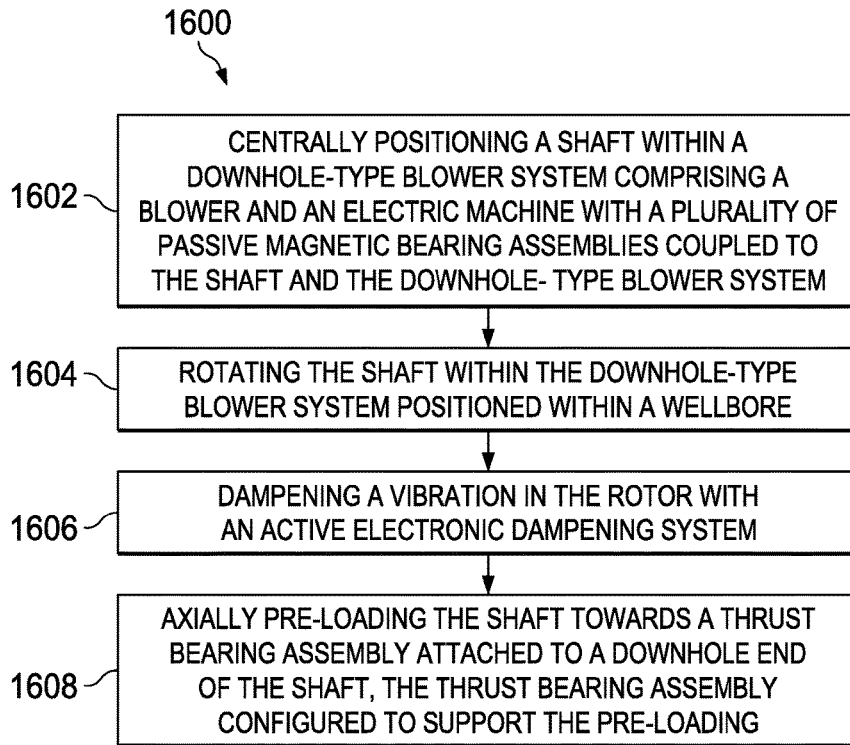 1600
1602
CENTRALLY POSITIONING A SHAFT WITHIN A
DOWNHOLE-TYPE BLOWER SYSTEM COMPRISING A
BLOWER AND AN ELECTRIC MACHINE WITH A PLURALITY OF
PASSIVE MAGNETIC BEARING ASSEMBLIES COUPLED TO
THE SHAFT AND THE DOWNHOLE- TYPE BLOWER SYSTEM
1604
ROTATING THE SHAFT WITHIN THE DOWNHOLE-TYPE
BLOWER SYSTEM POSITIONED WITHIN A WELLBORE
1606
DAMPENING A VIBRATION IN THE ROTOR WITH
AN ACTIVE ELECTRONIC DAMPENING SYSTEM
1608
AXIALLY PRE-LOADING THE SHAFT TOWARDS A THRUST
BEARING ASSEMBLY ATTACHED TO A DOWNHOLE END
OF THE SHAFT, THE THRUST BEARING ASSEMBLY
CONFIGURED TO SUPPORT THE PRE-LOADING